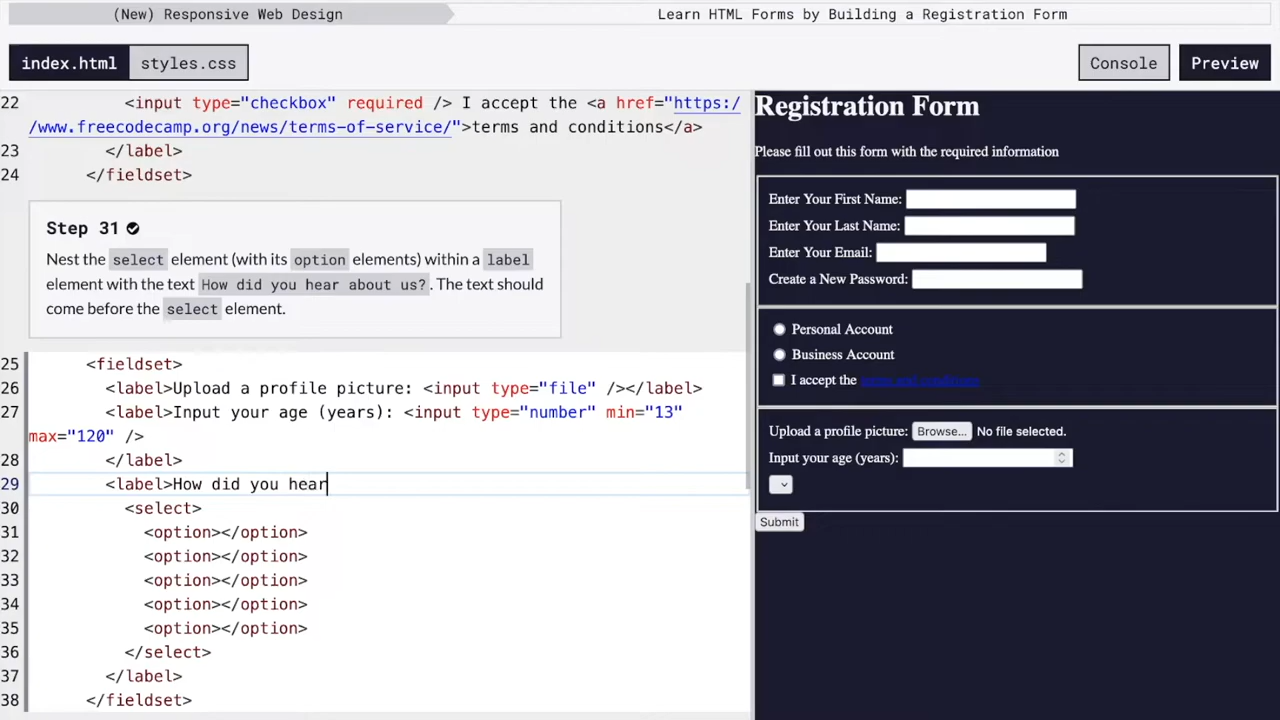 (New) Responsive Web Design
Learn HTML Forms by Building a Registration Form
index.html
styles.css
Console
Preview
22 <input type="checkbox" required /> I accept the <a href="https:/
/www.freecodecamp.org/news/terms-of-service/">terms and conditions</a>
23 </label>
24 </fieldset>
Step 31
Nest the select element (with its option elements) within a label
element with the text How did you hear about us?. The text should
come before the select element.
25 <fieldset>
26 <label>Upload a profile picture: <input type="file" /></label>
27 <label>Input your age (years): <input type="number" min="13"
max="120" />
28 </label>
29 <label>How did you hear
30 <select>
31 <option></option>
32 <option></option>
33 <option></option>
34 <option></option>
35 <option></option>
36 </select>
37 </label>
38 </fieldset>
Registration Form
Please fill out this form with the required information
Enter Your First Name:
Enter Your Last Name:
Enter Your Email:
Create a New Password:
Personal Account
Business Account
I accept the terms and conditions
Upload a profile picture: Browse... No file selected.
Input your age (years):
Submit